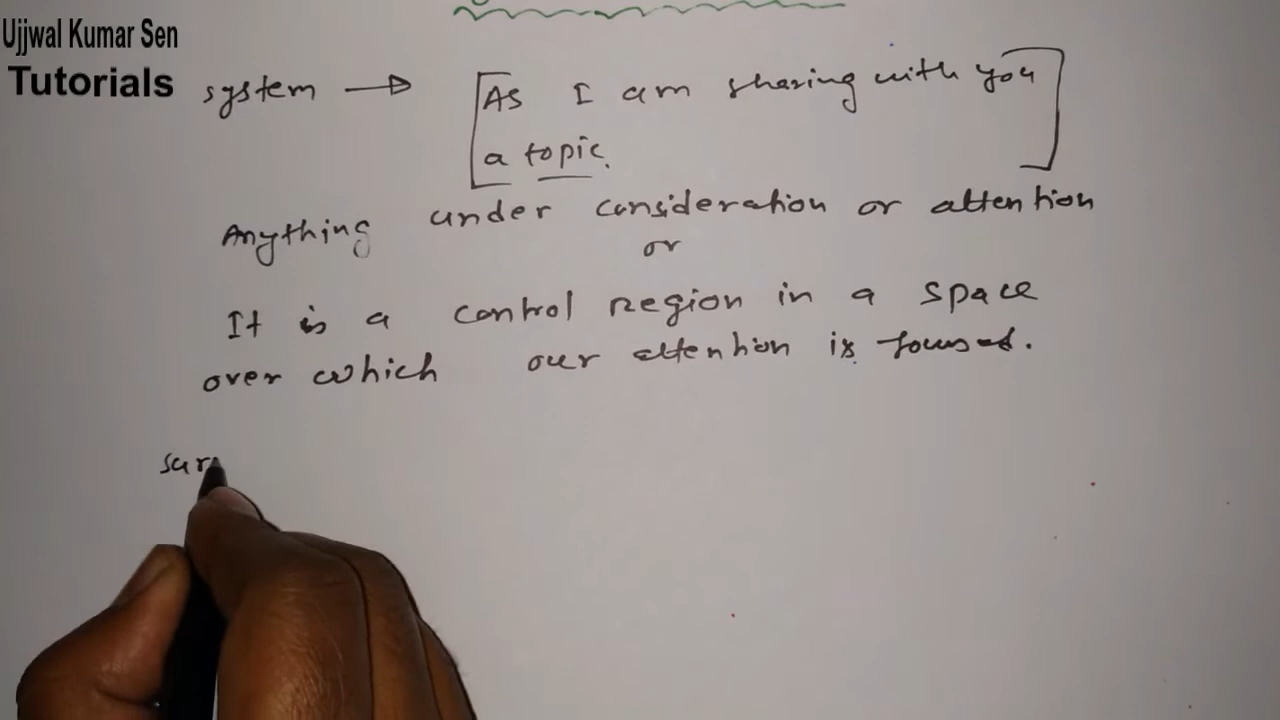 Ujjwal Kumar Sen
Tutorials
system → [As I am sharing with you
a topic.]
Anything under consideration or attention
or
It is a control region in a space
over which our attention is focused.
sur